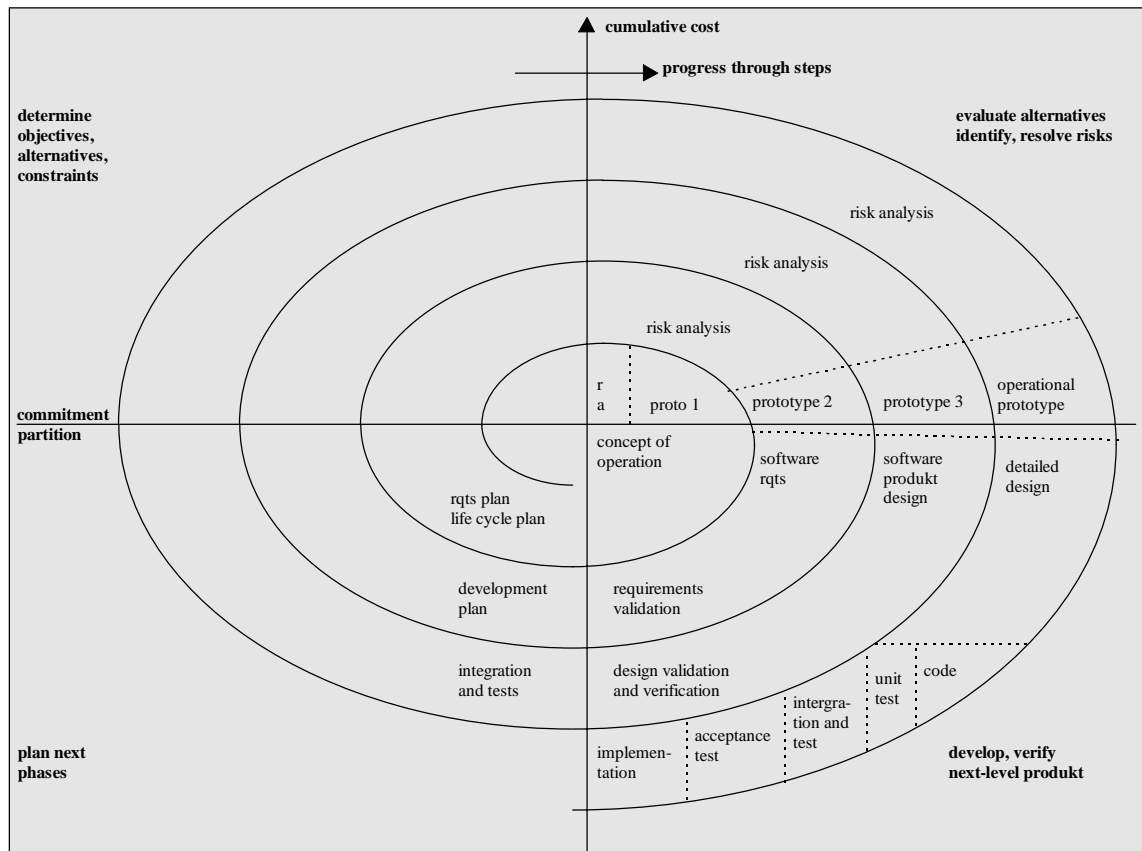 cumulative cost
progress through steps
determine
objectives,
alternatives,
constraints
evaluate alternatives
identify, resolve risks
risk analysis
risk analysis
risk analysis
r
a
proto 1
prototype 2
prototype 3
operational
prototype
commitment
partition
concept of
operation
software
rqts
software
produkt
design
detailed
design
rqts plan
life cycle plan
development
plan
requirements
validation
integration
and tests
design validation
and verification
unit
test
code
intergra-
tion and
test
acceptance
test
implemen-
tation
plan next
phases
develop, verify
next-level produkt